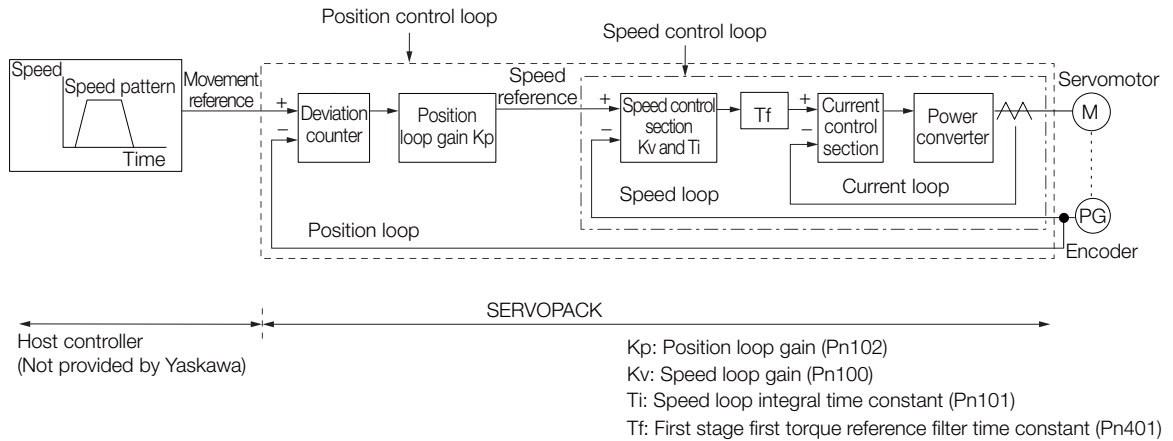 Position control loop
Speed control loop
Speed
Speed pattern
Time
Movement
reference
+
−
Deviation
counter
Position
loop gain Kp
Speed
reference
+
−
Speed control
section
Kv and Ti
Tf
+
−
Current
control
section
Power
converter
Servomotor
M
Current loop
Speed loop
Position loop
PG
Encoder
SERVOPACK
Host controller
(Not provided by Yaskawa)
Kp: Position loop gain (Pn102)
Kv: Speed loop gain (Pn100)
Ti: Speed loop integral time constant (Pn101)
Tf: First stage first torque reference filter time constant (Pn401)